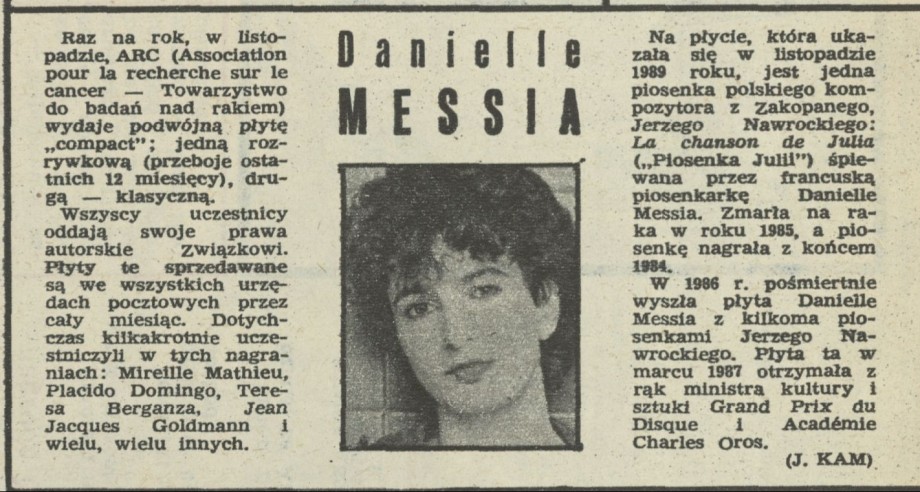 Raz na rok, w listo-
padzie, ARC (Association
pour la recherche sur le
cancer — Towarzystwo
do badań nad rakiem)
wydaje podwójną płytę
„compact"; jedną roz-
rywkową (przeboje osta-
tnich 12 miesięcy), dru-
gą — klasyczną.
Wszyscy uczestnicy
oddają swoje prawa
autorskie Związkowi.
Płyty te sprzedawane
są we wszystkich urzę-
dach pocztowych przez
cały miesiąc. Dotych-
czas kilkakrotnie ucze-
stniczyli w tych nagra-
niach: Mireille Mathieu,
Placido Domingo, Tere-
sa Berganza, Jean
Jacques Goldmann i
wielu, wielu innych.
Danielle
MESSIA
Na płycie, która uka-
zała się w listopadzie
1989 roku, jest jedna
piosenka polskiego kom-
pozytora z Zakopanego,
Jerzego Nawrockiego:
La chanson de Julia
(„Piosenka Julii") śpie-
wana przez francuską
piosenkarkę Danielle
Messia. Zmarła na ra-
ka w roku 1985, a pio-
senkę nagrała z końcem
1984.
W 1986 r. pośmiertnie
wyszła płyta Danielle
Messia z kilkoma pio-
senkami Jerzego Na-
wrockiego. Płyta ta w
marcu 1987 otrzymała z
rąk ministra kultury i
sztuki Grand Prix du
Disque i Académie
Charles Oros.
(J. KAM)